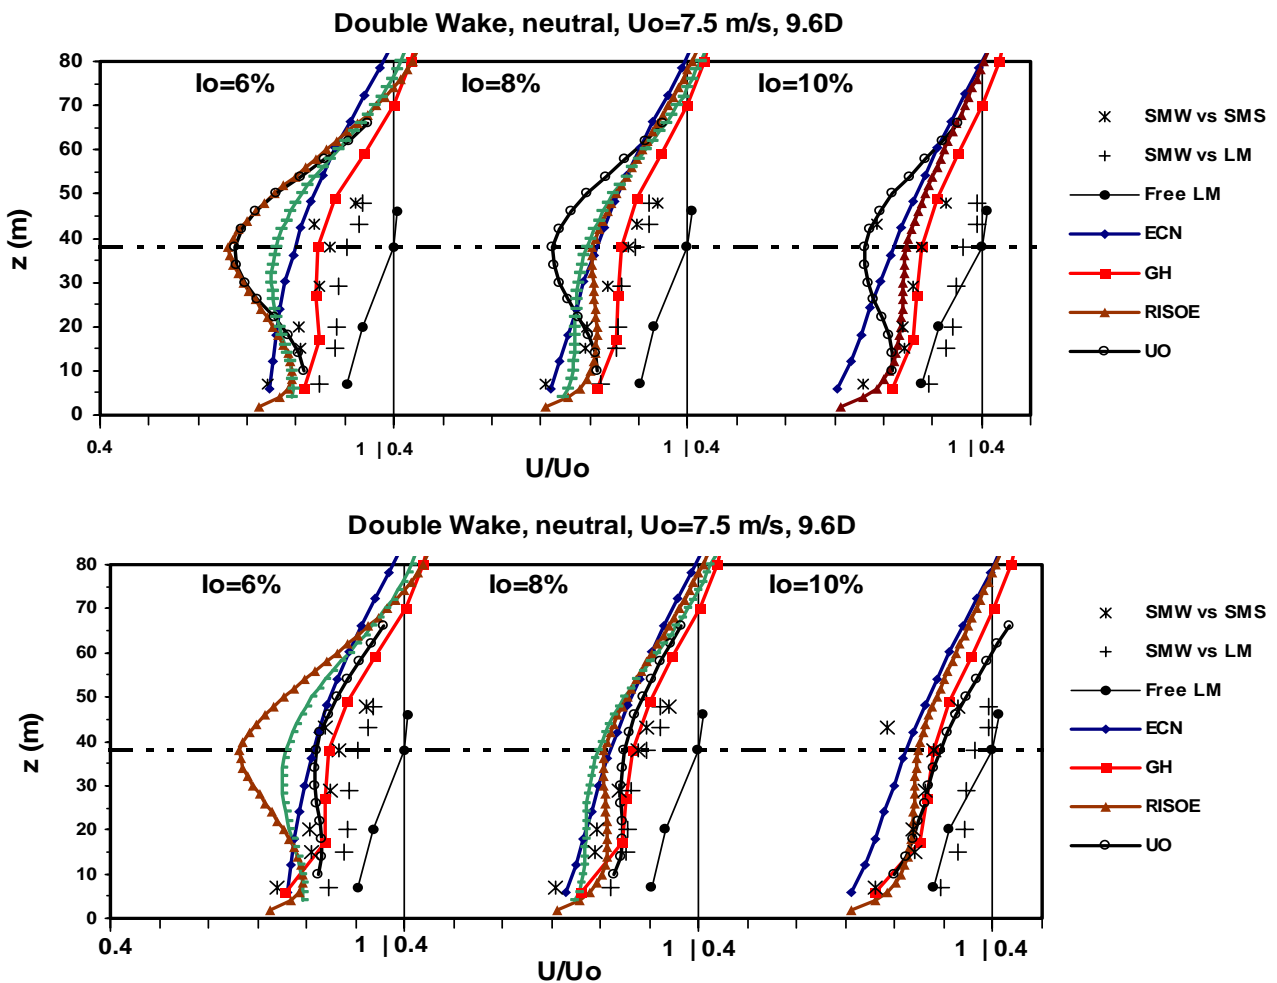 Double Wake, neutral, Uo=7.5 m/s, 9.6D
Io=6%
Io=8%
Io=10%
z (m)
80
70
60
50
40
30
20
10
0
0.4
1 | 0.4
1 | 0.4
1 | 0.4
U/Uo
SMW vs SMS
SMW vs LM
Free LM
ECN
GH
RISOE
UO
Double Wake, neutral, Uo=7.5 m/s, 9.6D
Io=6%
Io=8%
Io=10%
z (m)
80
70
60
50
40
30
20
10
0
0.4
1 | 0.4
1 | 0.4
1 | 0.4
U/Uo
SMW vs SMS
SMW vs LM
Free LM
ECN
GH
RISOE
UO